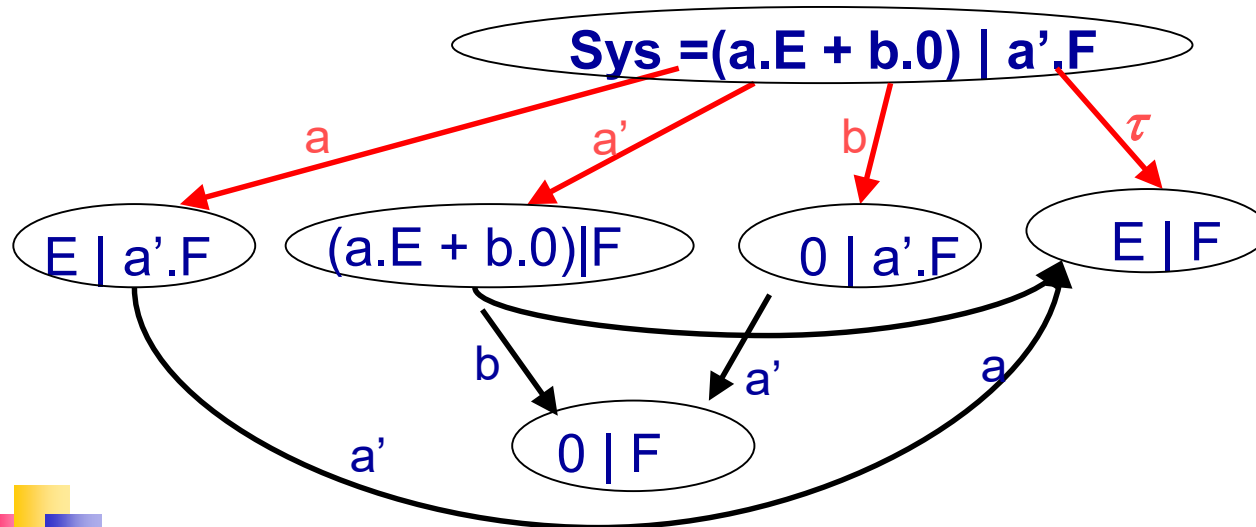 Sys =(a.E + b.0) | a’.F
a
a’
b
τ
E | a’.F
(a.E + b.0)|F
0 | a’.F
E | F
b
a’
a
a’
0 | F